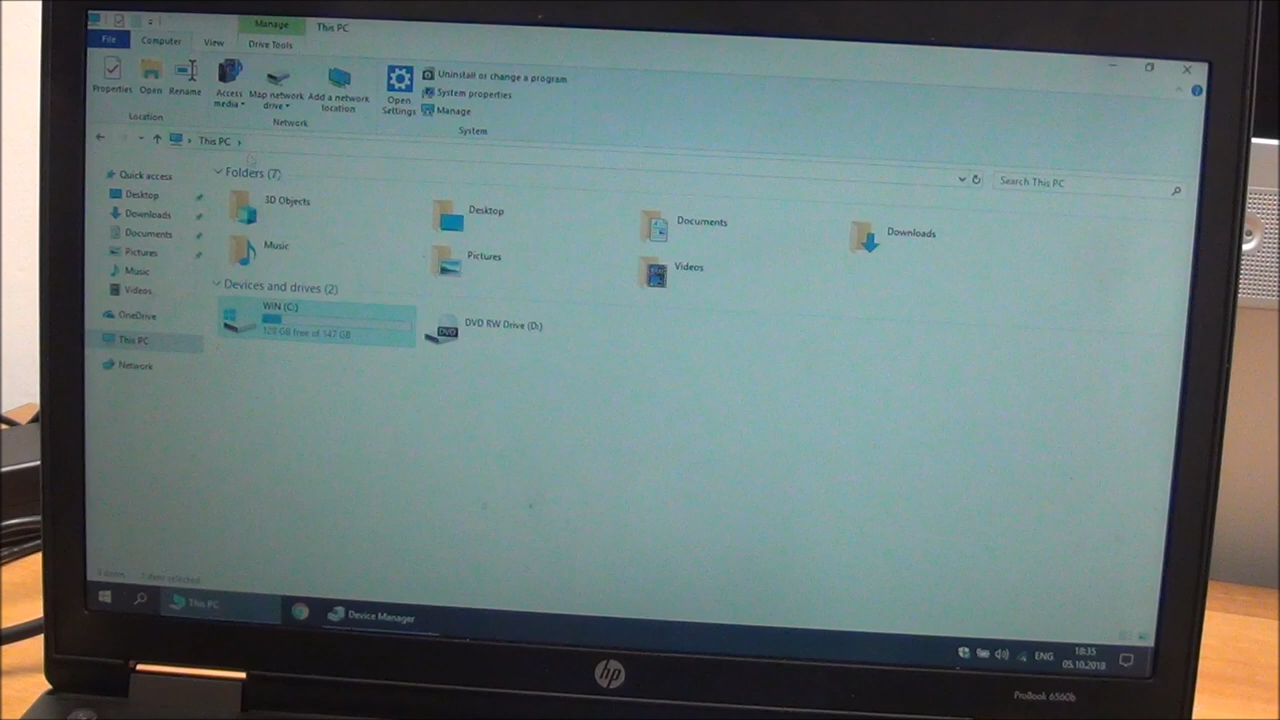 Manage
This PC
File
Computer
View
Drive Tools
Properties
Open
Rename
Access media
Map network drive
Add a network location
Open Settings
Uninstall or change a program
System properties
Manage
Location
Network
System
This PC
Search This PC
Quick access
Desktop
Downloads
Documents
Pictures
Music
Videos
OneDrive
This PC
Network
Folders (7)
3D Objects
Desktop
Documents
Downloads
Music
Pictures
Videos
Devices and drives (2)
WIN (C:)
128 GB free of 147 GB
DVD RW Drive (D:)
DVD
items
item selected
This PC
Device Manager
ENG
18:35
05.10.2018
hp
ProBook 6560b